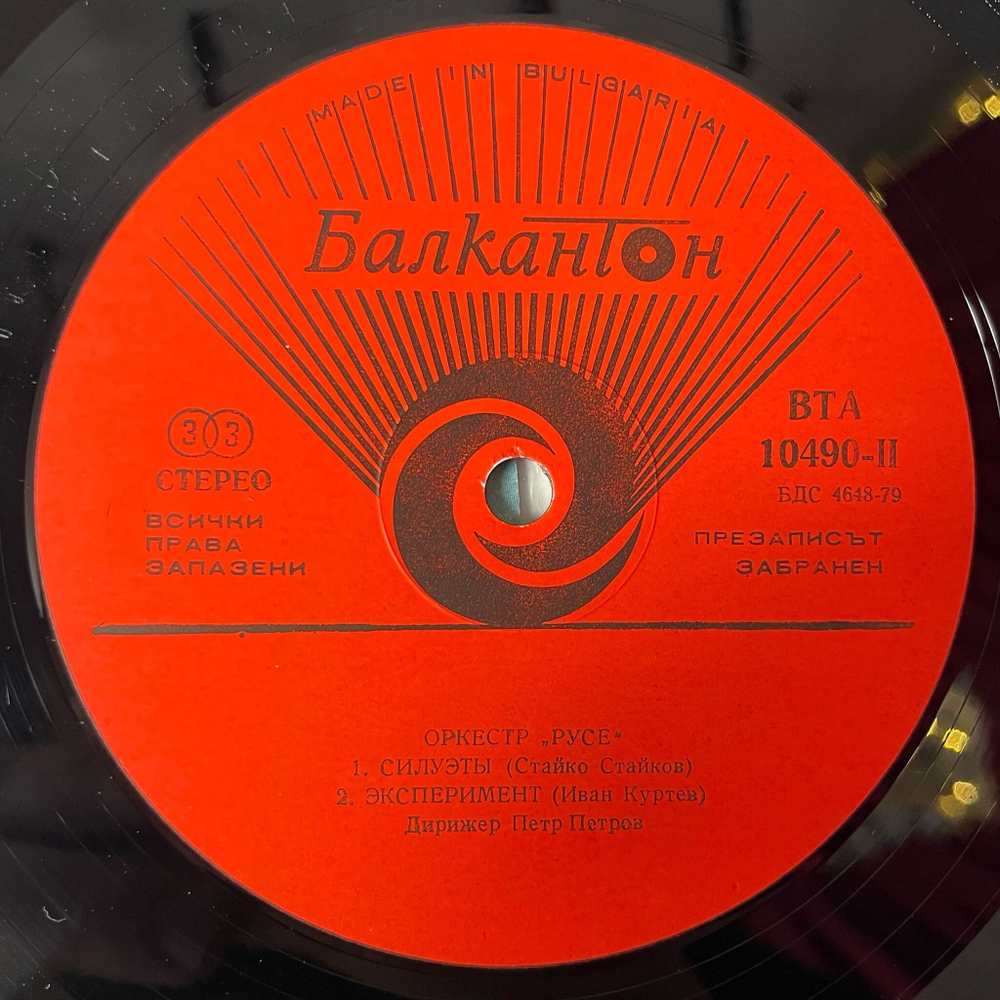 MADE IN BULGARIA
Балкантон
33
СТЕРЕО
ВСИЧКИ
ПРАВА
ЗАПАЗЕНИ
ВТА
10490-II
БДС 4648-79
ПРЕЗАПИСЪТ
ЗАБРАНЕН
ОРКЕСТР „РУСЕ“
1. СИЛУЭТЫ (Стайко Стайков)
2. ЭКСПЕРИМЕНТ (Иван Куртев)
Дирижер Петр Петров